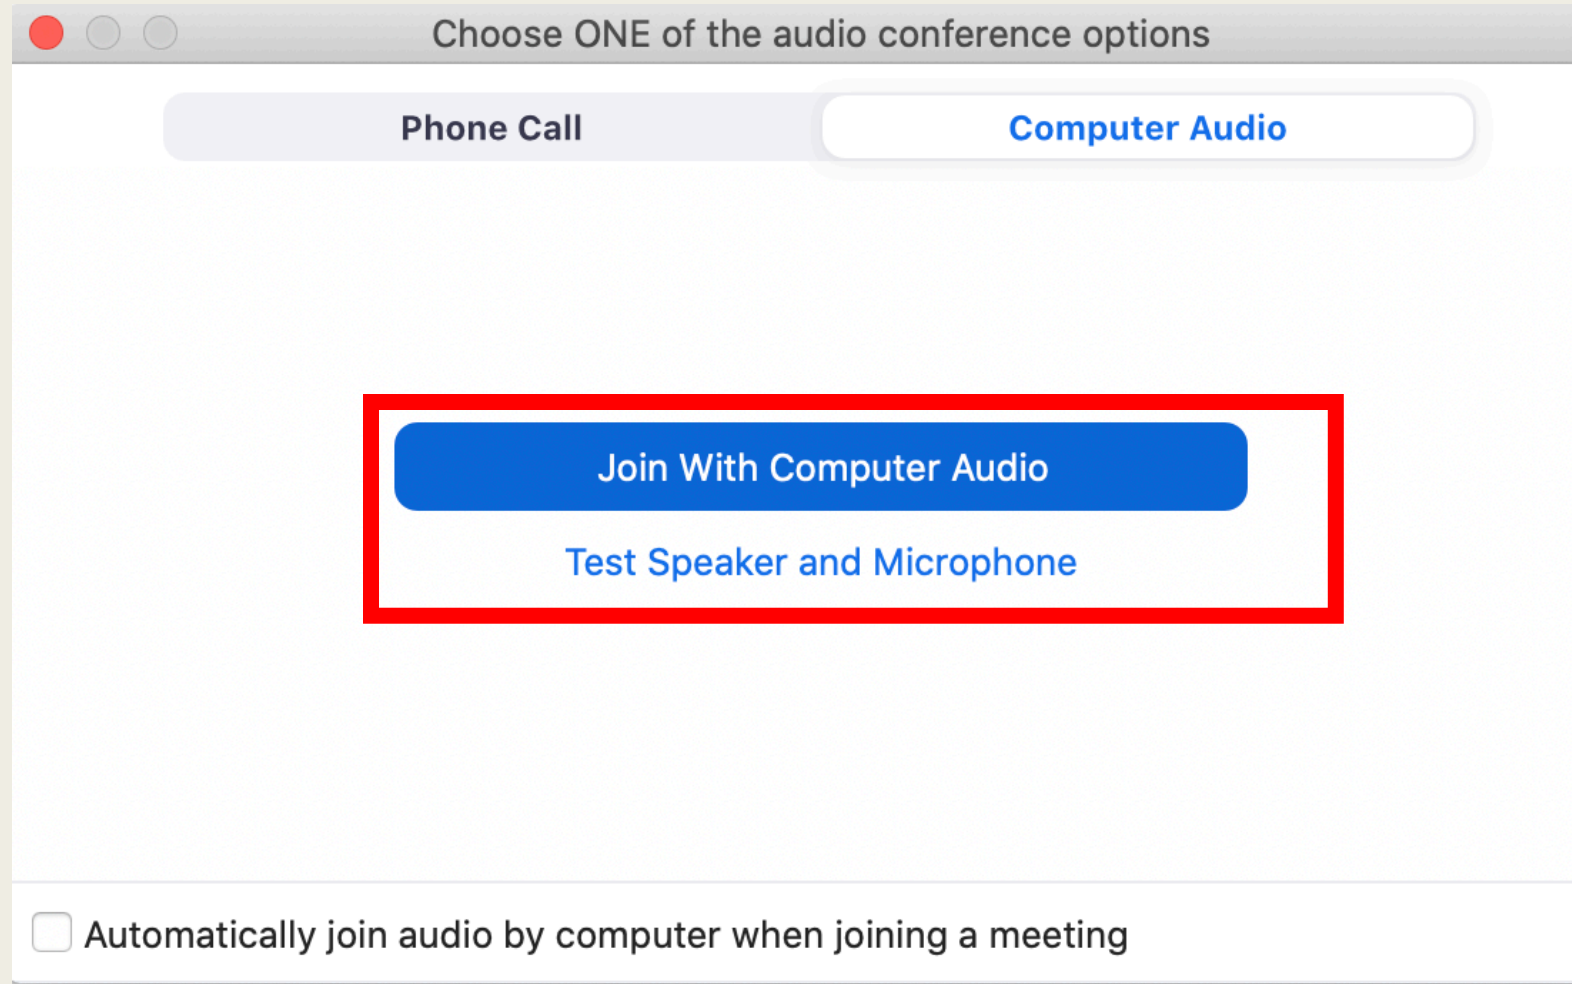 Choose ONE of the audio conference options
Phone Call
Computer Audio
Join With Computer Audio
Test Speaker and Microphone
Automatically join audio by computer when joining a meeting